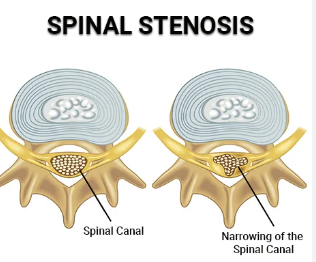 SPINAL STENOSIS
Spinal Canal
Narrowing of the
Spinal Canal